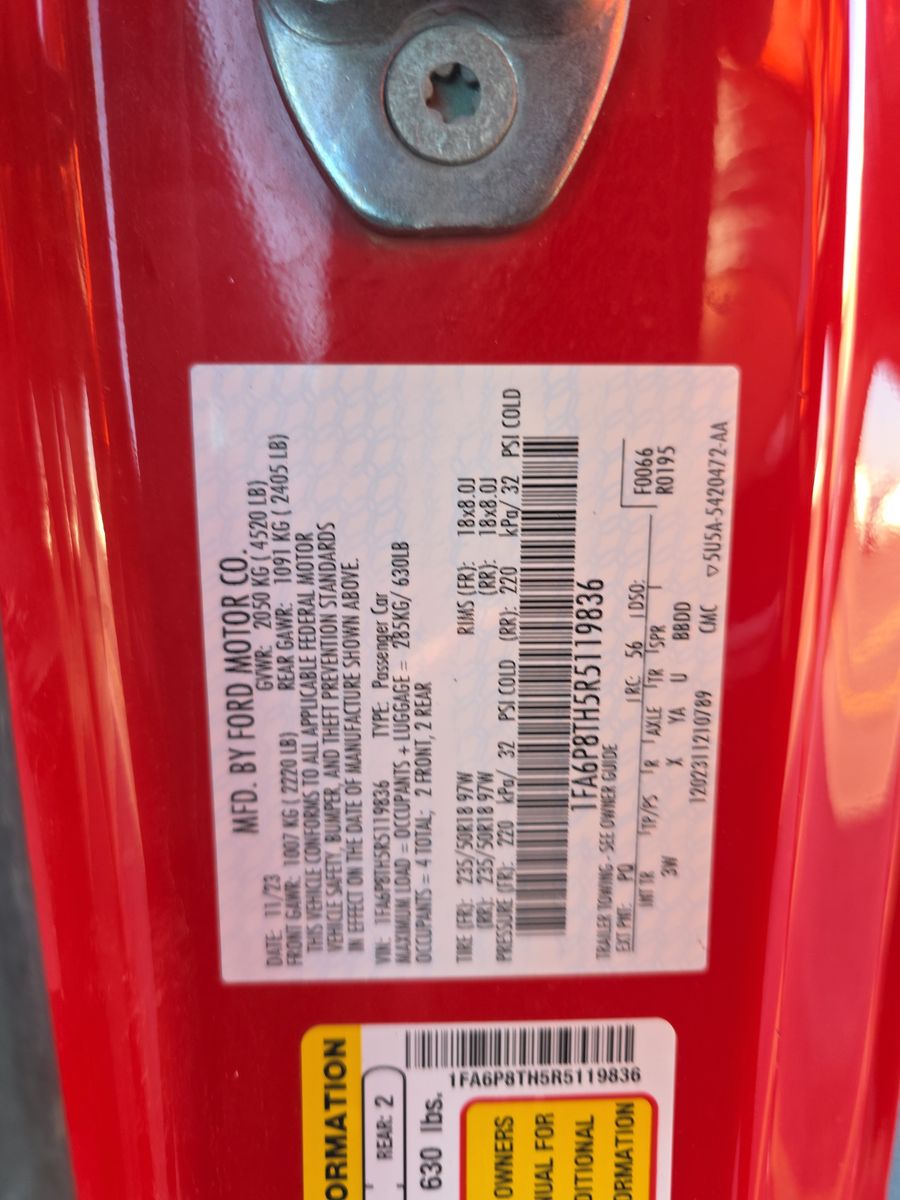 MFD. BY FORD MOTOR CO.
DATE: 11/23 GVWR: 2050 KG ( 4520 LB)
FRONT GAWR: 1007 KG ( 2220 LB) REAR GAWR: 1091 KG ( 2405 LB)
THIS VEHICLE CONFORMS TO ALL APPLICABLE FEDERAL MOTOR
VEHICLE SAFETY, BUMPER, AND THEFT PREVENTION STANDARDS
IN EFFECT ON THE DATE OF MANUFACTURE SHOWN ABOVE.
VIN: 1FA6P8TH5R5119836 TYPE: Passenger Car
MAXIMUM LOAD = OCCUPANTS + LUGGAGE = 285KG/ 630LB
OCCUPANTS = 4 TOTAL; 2 FRONT, 2 REAR
TIRE (FR): 235/50R18 97W RIMS (FR): 18x8.0J
(RR): 235/50R18 97W (RR): 18x8.0J
PRESSURE (FR): 220 kPa/ 32 PSI COLD (RR): 220 kPa/ 32 PSI COLD
1FA6P8TH5R5119836
TRAILER TOWING - SEE OWNER GUIDE
EXT PNT: PQ RC: 56 DSO: F0066
INT TR TP/PS R AXLE TR SPR R0195
3W X YA U BBDD
1202311210789 CMC ▽5U5A-5420472-AA
ORMATION
REAR: 2
630 lbs.
1FA6P8TH5R5119836
OWNERS
NUAL FOR
DITIONAL
ORMATION